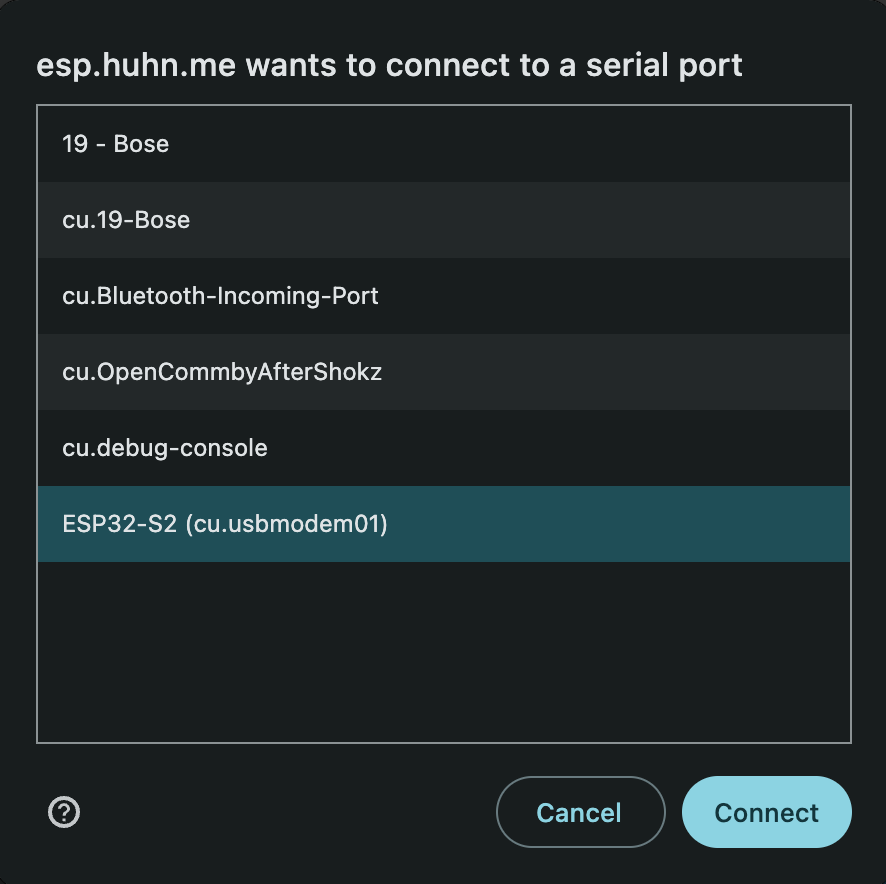 esp.huhn.me wants to connect to a serial port
19 - Bose
cu.19-Bose
cu.Bluetooth-Incoming-Port
cu.OpenCommbyAfterShokz
cu.debug-console
ESP32-S2 (cu.usbmodem01)
?
Cancel
Connect